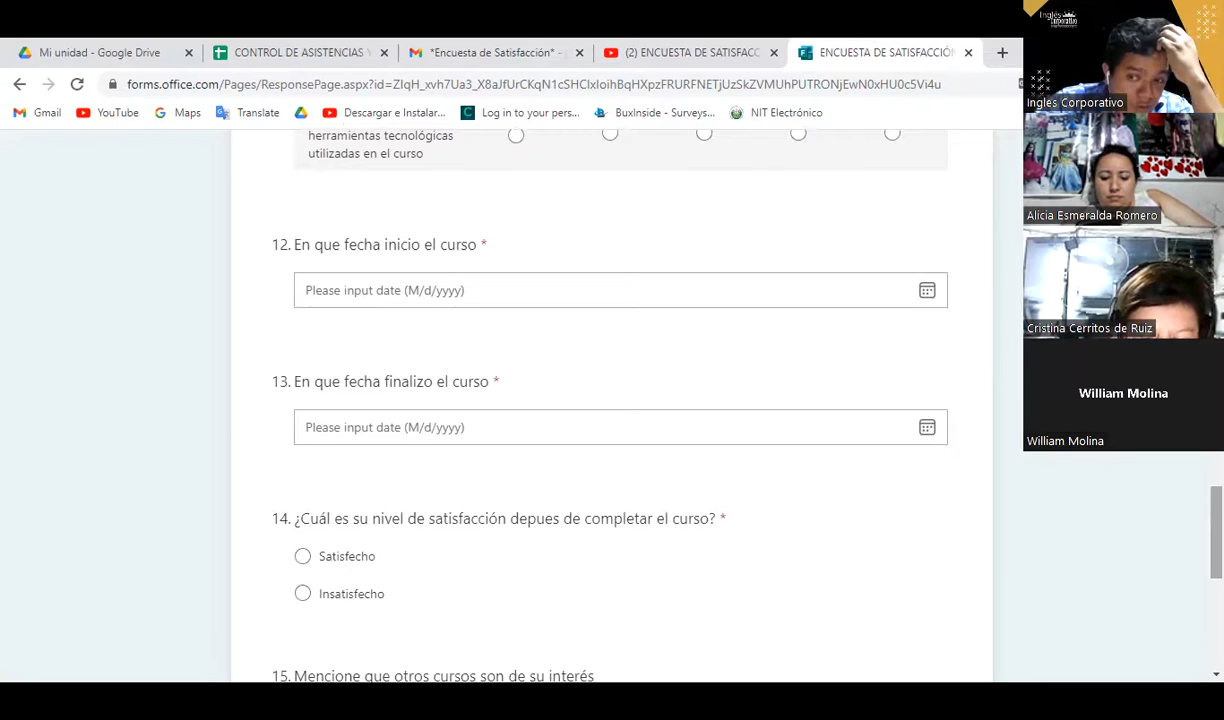 Mi unidad - Google Drive
CONTROL DE ASISTENCIAS Y
*Encuesta de Satisfacción* -
(2) ENCUESTA DE SATISFACC
ENCUESTA DE SATISFACCIÓN
forms.office.com/Pages/ResponsePage.aspx?id=ZIqH_xvh7Ua3_X8aJfUrCKqN1cSHClxIojhBqHXpzFRURFNETjUzSkZVMUhPUTRONjEwN0xHU0c5Vi4u
Gmail
YouTube
Maps
Translate
Descargar e Instalar...
Log in to your pers...
BuxInside - Surveys...
NIT Electrónico
herramientas tecnológicas
utilizadas en el curso
12. En que fecha inicio el curso *
Please input date (M/d/yyyy)
13. En que fecha finalizo el curso *
Please input date (M/d/yyyy)
14. ¿Cuál es su nivel de satisfacción depues de completar el curso? *
Satisfecho
Insatisfecho
15. Mencione que otros cursos son de su interés
Inglés
Corporativo
Ingles Corporativo
Alicia Esmeralda Romero
Cristina Cerritos de Ruiz
William Molina
William Molina